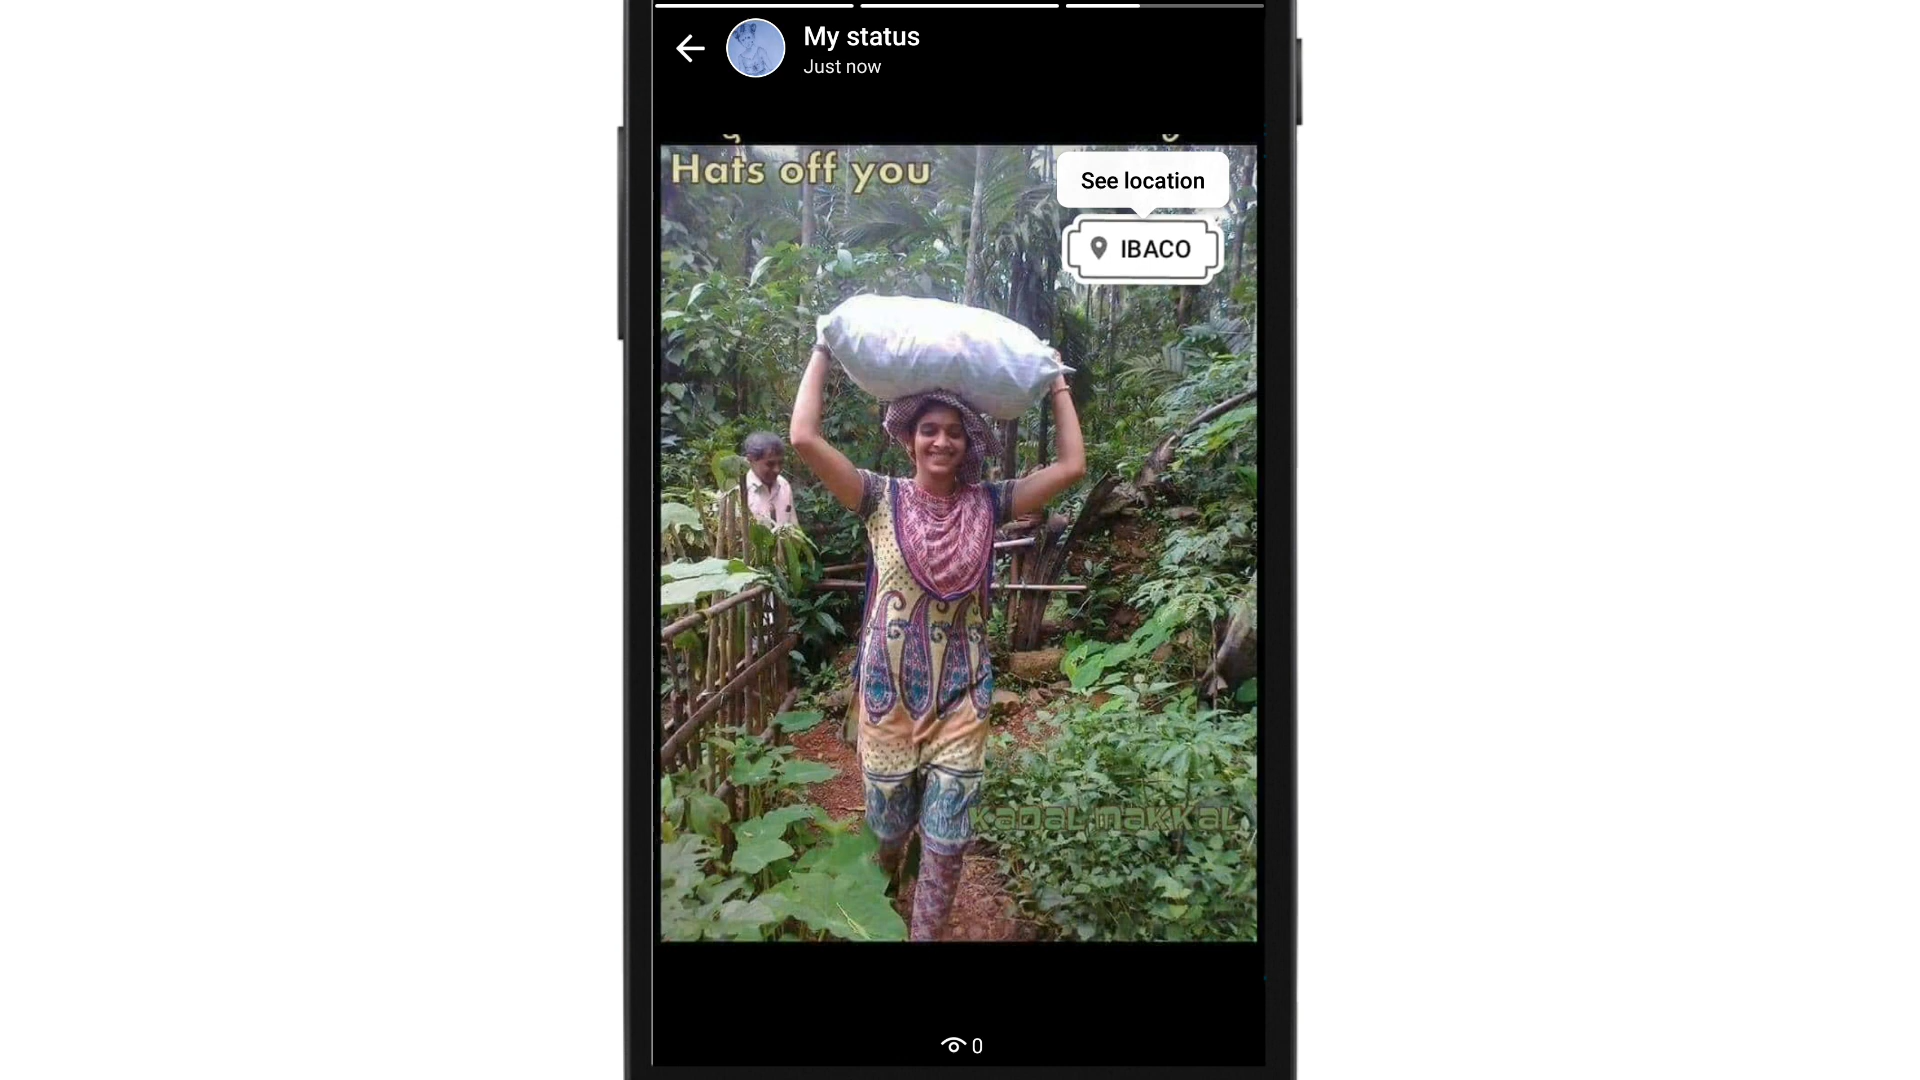 My status
Just now
Hats off you
See location
IBACO
KADAL MAKKAL
0